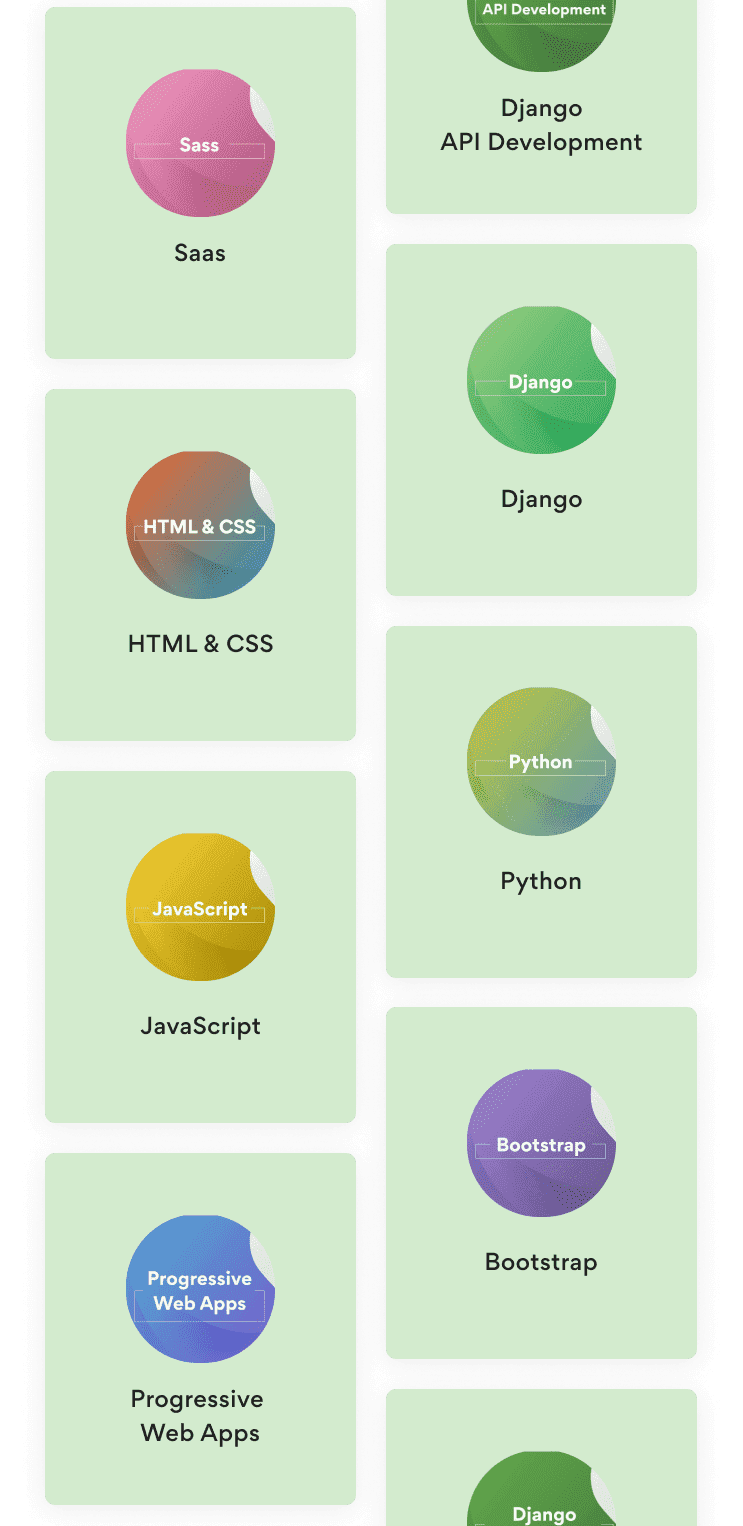 Sass
Saas
HTML & CSS
HTML & CSS
JavaScript
JavaScript
Progressive
Web Apps
Progressive
Web Apps
API Development
Django
API Development
Django
Django
Python
Python
Bootstrap
Bootstrap
Django